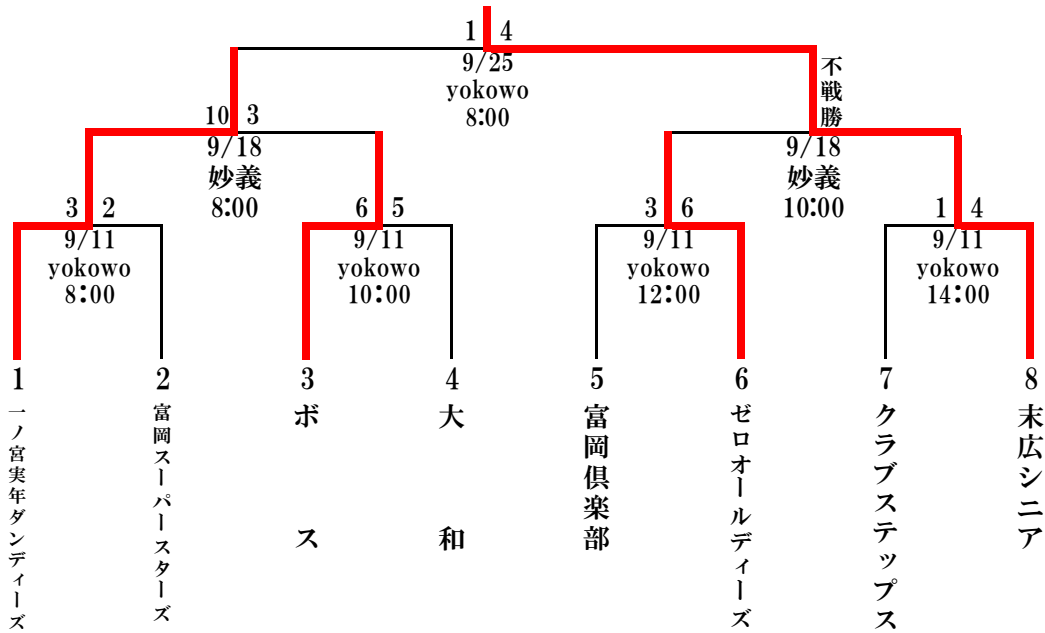 1 4
9/25
yokowo
8:00
不戦勝
10 3
9/18
妙義
8:00
9/18
妙義
10:00
3 2
9/11
yokowo
8:00
6 5
9/11
yokowo
10:00
3 6
9/11
yokowo
12:00
1 4
9/11
yokowo
14:00
1
一ノ宮実年ダンディーズ
2
富岡スーパースターズ
3
ボス
4
大和
5
富岡倶楽部
6
ゼロオールディーズ
7
クラブステップス
8
末広シニア